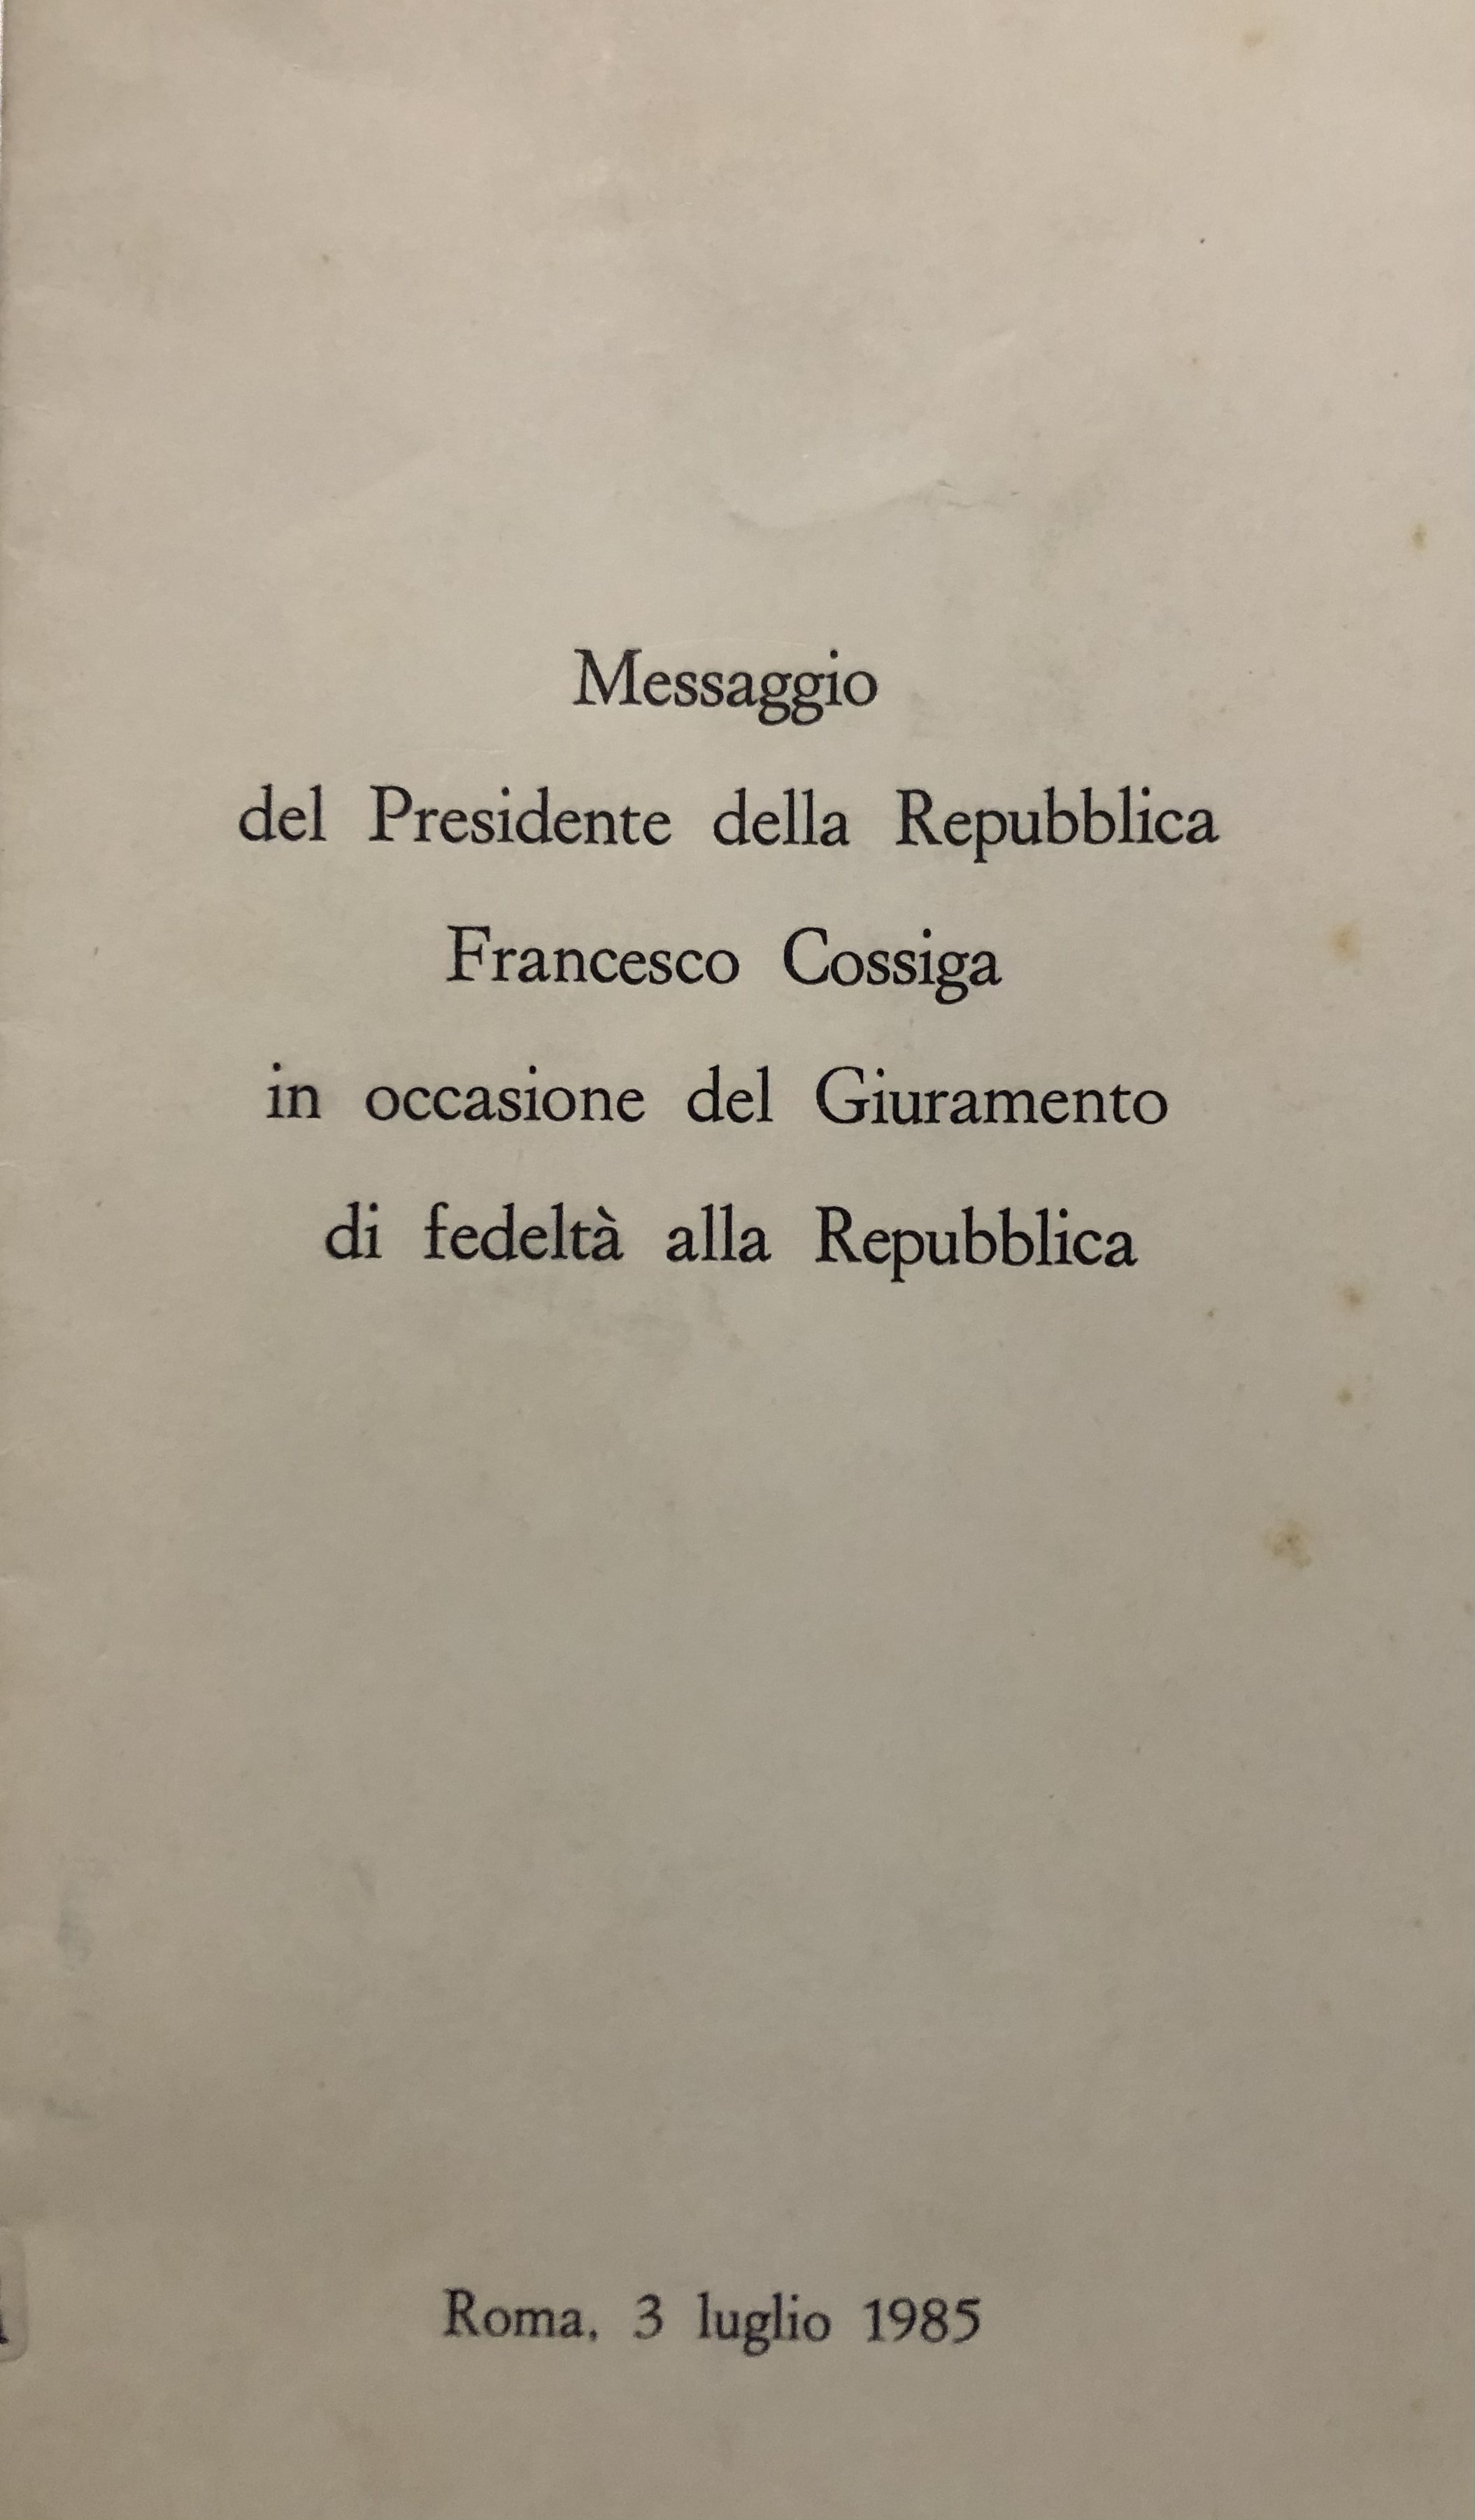 Messaggio
del Presidente della Repubblica
Francesco Cossiga
in occasione del Giuramento
di fedeltà alla Repubblica
Roma, 3 luglio 1985